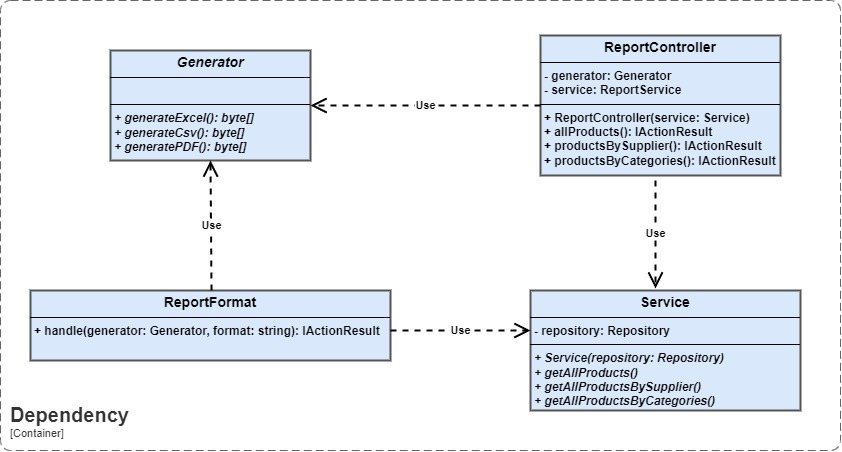 Generator
+ generateExcel(): byte[]
+ generateCsv(): byte[]
+ generatePDF(): byte[]
ReportController
- generator: Generator
- service: ReportService
+ ReportController(service: Service)
+ allProducts(): IActionResult
+ productsBySupplier(): IActionResult
+ productsByCategories(): IActionResult
Use
Use
Use
ReportFormat
+ handle(generator: Generator, format: string): IActionResult
Use
Service
- repository: Repository
+ Service(repository: Repository)
+ getAllProducts()
+ getAllProductsBySupplier()
+ getAllProductsByCategories()
Dependency
[Container]